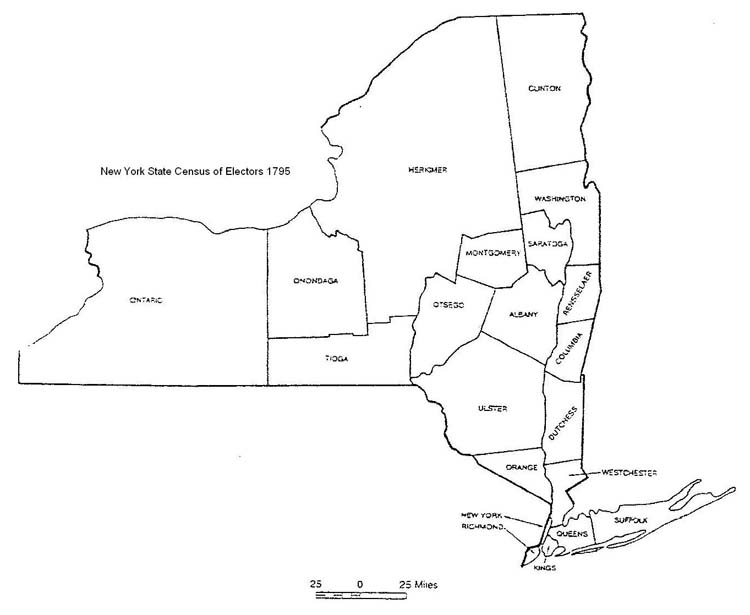 CLINTON
New York State Census of Electors 1795
HERKIMER
WASHINGTON
SARATOGA
MONTGOMERY
ONONDAGA
RENSSELAER
ONTARIO
OTSEGO
ALBANY
COLUMBIA
TIOGA
ULSTER
DUTCHESS
ORANGE
WESTCHESTER
NEW YORK
RICHMOND
SUFFOLK
QUEENS
KINGS
25 0 25 Miles